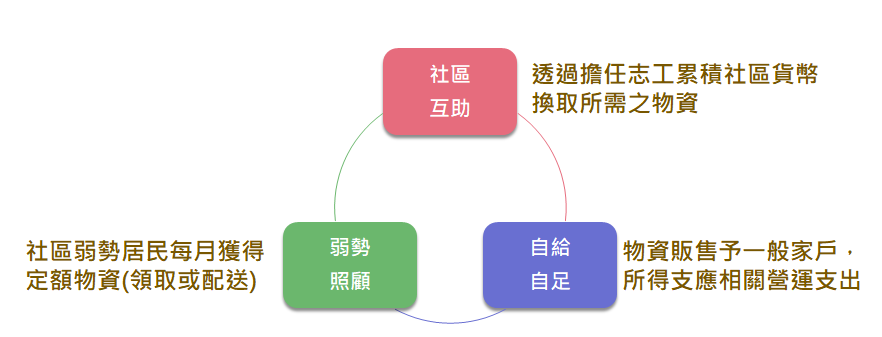 社區
互助
透過擔任志工累積社區貨幣
換取所需之物資
社區弱勢居民每月獲得
定額物資(領取或配送)
弱勢
照顧
自給
自足
物資販售予一般家戶，
所得支應相關營運支出